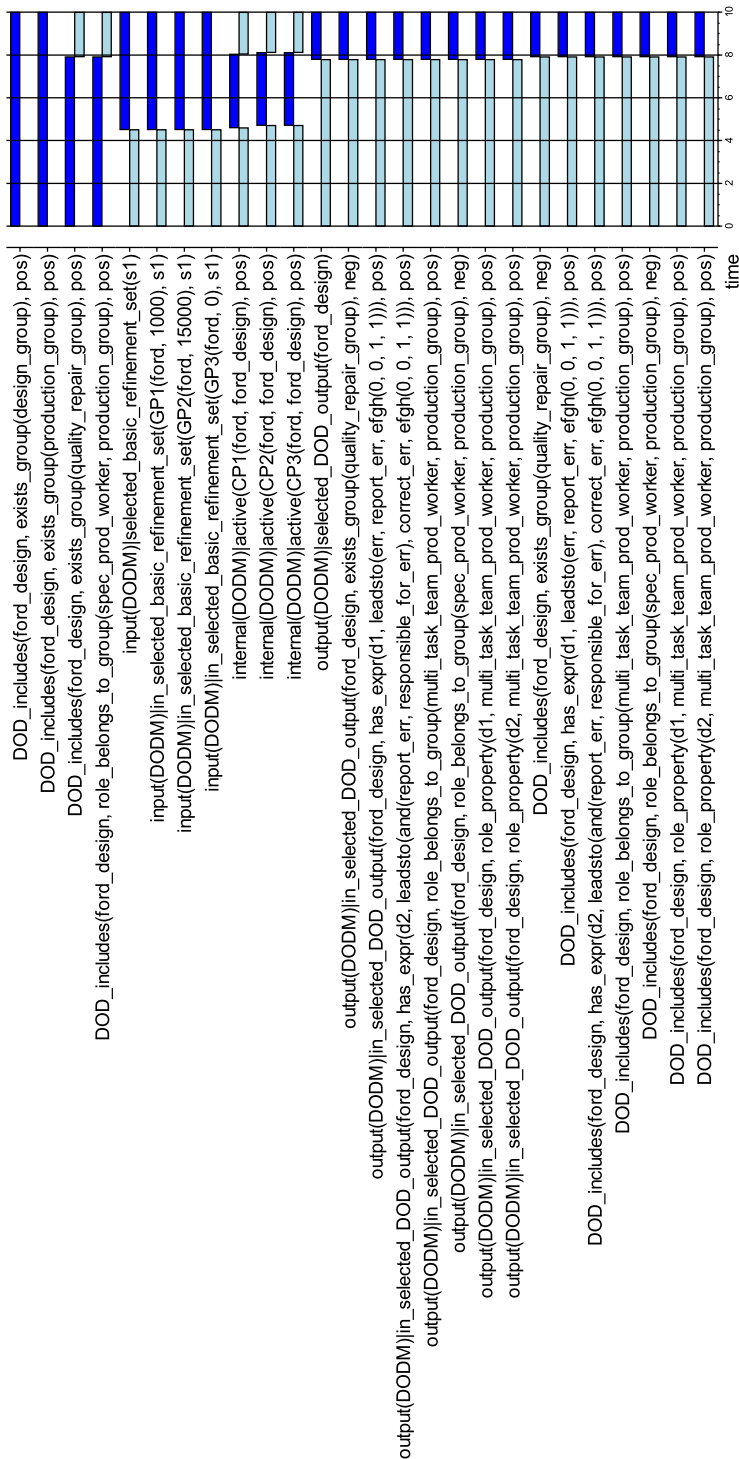 DOD_includes(ford_design, exists_group(design_group), pos)
DOD_includes(ford_design, exists_group(production_group), pos)
DOD_includes(ford_design, exists_group(quality_repair_group), pos)
DOD_includes(ford_design, role_belongs_to_group(spec_prod_worker, production_group), pos)
input(DODM)|selected_basic_refinement_set(s1)
input(DODM)|in_selected_basic_refinement_set(GP1(ford, 1000), s1)
input(DODM)|in_selected_basic_refinement_set(GP2(ford, 15000), s1)
input(DODM)|in_selected_basic_refinement_set(GP3(ford, 0), s1)
internal(DODM)|active(CP1(ford, ford_design), pos)
internal(DODM)|active(CP2(ford, ford_design), pos)
internal(DODM)|active(CP3(ford, ford_design), pos)
output(DODM)|selected_DOD_output(ford_design)
output(DODM)|in_selected_DOD_output(ford_design, exists_group(quality_repair_group), neg)
output(DODM)|in_selected_DOD_output(ford_design, has_expr(d1, leadsto(err, report_err, efgh(0, 0, 1, 1))), pos)
output(DODM)|in_selected_DOD_output(ford_design, has_expr(d2, leadsto(and(report_err, responsible_for_err), correct_err, efgh(0, 0, 1, 1))), pos)
output(DODM)|in_selected_DOD_output(ford_design, role_belongs_to_group(multi_task_team_prod_worker, production_group), pos)
output(DODM)|in_selected_DOD_output(ford_design, role_belongs_to_group(spec_prod_worker, production_group), neg)
output(DODM)|in_selected_DOD_output(ford_design, role_property(d1, multi_task_team_prod_worker, production_group), pos)
output(DODM)|in_selected_DOD_output(ford_design, role_property(d2, multi_task_team_prod_worker, production_group), pos)
DOD_includes(ford_design, exists_group(quality_repair_group), neg)
DOD_includes(ford_design, has_expr(d1, leadsto(err, report_err, efgh(0, 0, 1, 1))), pos)
DOD_includes(ford_design, has_expr(d2, leadsto(and(report_err, responsible_for_err), correct_err, efgh(0, 0, 1, 1))), pos)
DOD_includes(ford_design, role_belongs_to_group(multi_task_team_prod_worker, production_group), pos)
DOD_includes(ford_design, role_belongs_to_group(spec_prod_worker, production_group), neg)
DOD_includes(ford_design, role_property(d1, multi_task_team_prod_worker, production_group), pos)
DOD_includes(ford_design, role_property(d2, multi_task_team_prod_worker, production_group), pos)
time 0 2 4 6 8 10